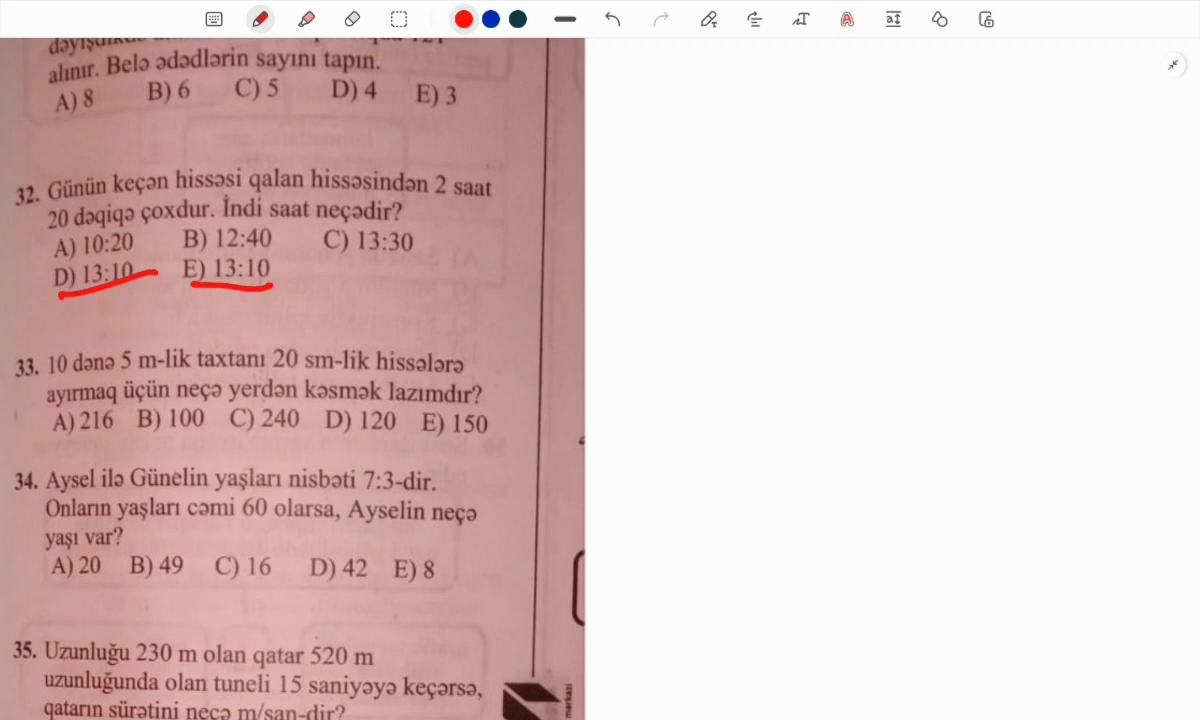 alınır. Belə ədədlərin sayını tapın.
A) 8 B) 6 C) 5 D) 4 E) 3
32. Günün keçən hissəsi qalan hissəsindən 2 saat
20 dəqiqə çoxdur. İndi saat neçədir?
A) 10:20 B) 12:40 C) 13:30
D) 13:10 E) 13:10
33. 10 dənə 5 m-lik taxtanı 20 sm-lik hissələrə
ayırmaq üçün neçə yerdən kəsmək lazımdır?
A) 216 B) 100 C) 240 D) 120 E) 150
34. Aysel ilə Günelin yaşları nisbəti 7:3-dir.
Onların yaşları cəmi 60 olarsa, Ayselin neçə
yaşı var?
A) 20 B) 49 C) 16 D) 42 E) 8
35. Uzunluğu 230 m olan qatar 520 m
uzunluğunda olan tuneli 15 saniyəyə keçərsə,
qatarın sürətini neçə m/san-dir?
mərkəzi